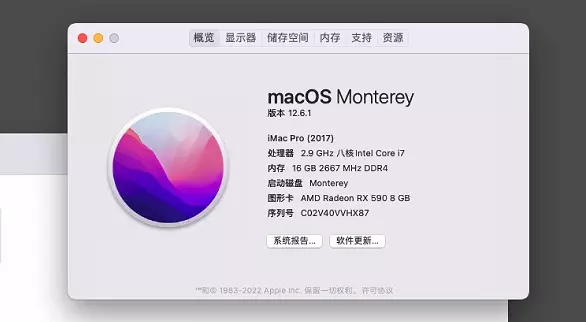 概览 显示器 储存空间 内存 支持 资源
macOS Monterey
版本 12.6.1
iMac Pro (2017)
处理器 2.9 GHz 八核Intel Core i7
内存 16 GB 2667 MHz DDR4
启动磁盘 Monterey
图形卡 AMD Radeon RX 590 8 GB
序列号 C02V40VVHX87
系统报告... 软件更新...
™和© 1983-2022 Apple Inc. 保留一切权利。许可协议